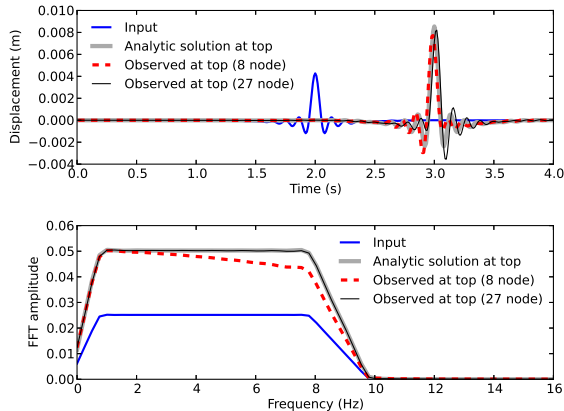 0.010
0.008
0.006
0.004
0.002
0.000
−0.002
−0.004
Displacement (m)
Input
Analytic solution at top
Observed at top (8 node)
Observed at top (27 node)
0.0 0.5 1.0 1.5 2.0 2.5 3.0 3.5 4.0
Time (s)
0.06
0.05
0.04
0.03
0.02
0.01
0.00
FFT amplitude
Input
Analytic solution at top
Observed at top (8 node)
Observed at top (27 node)
0 2 4 6 8 10 12 14 16
Frequency (Hz)